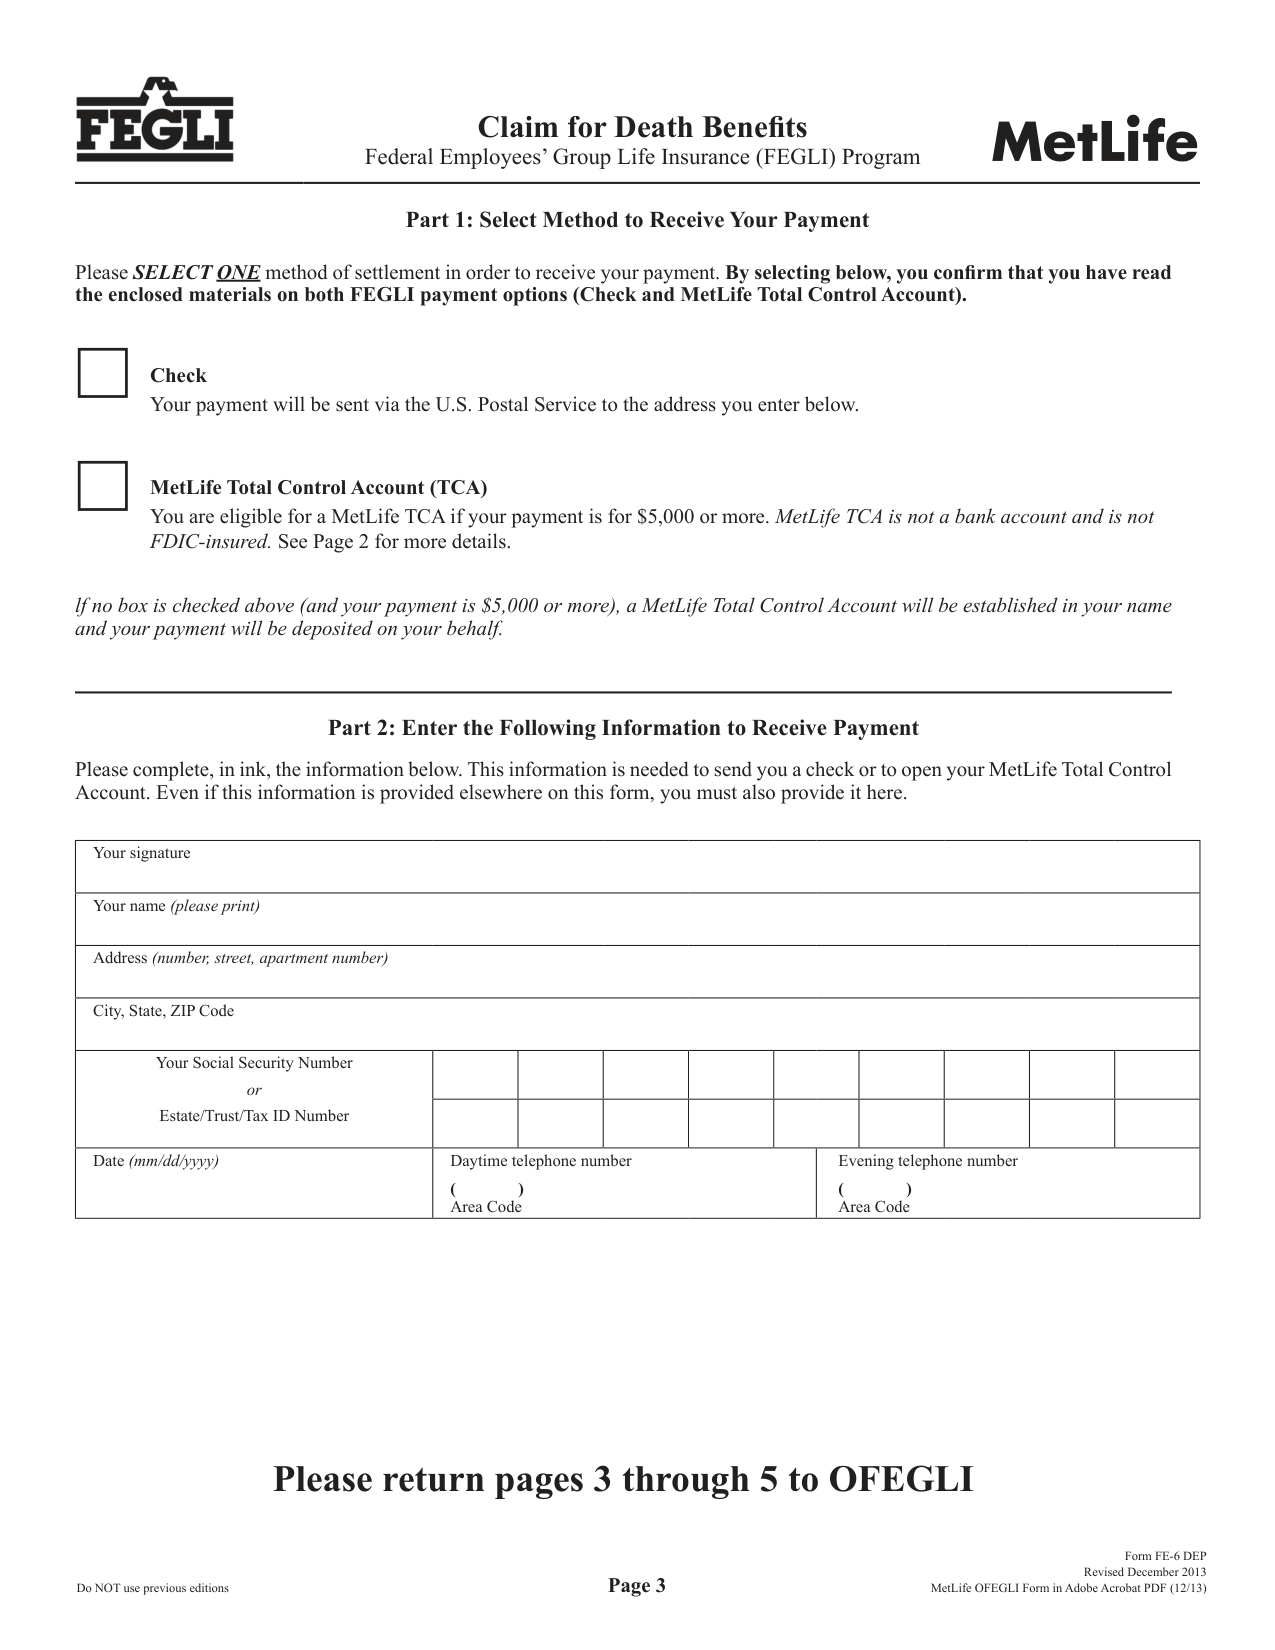 FEGLI
Claim for Death Benefits
Federal Employees’ Group Life Insurance (FEGLI) Program
MetLife
Part 1: Select Method to Receive Your Payment
Please SELECT ONE method of settlement in order to receive your payment. By selecting below, you confirm that you have read
the enclosed materials on both FEGLI payment options (Check and MetLife Total Control Account).
Check
Your payment will be sent via the U.S. Postal Service to the address you enter below.
MetLife Total Control Account (TCA)
You are eligible for a MetLife TCA if your payment is for $5,000 or more. MetLife TCA is not a bank account and is not
FDIC-insured. See Page 2 for more details.
If no box is checked above (and your payment is $5,000 or more), a MetLife Total Control Account will be established in your name
and your payment will be deposited on your behalf.
Part 2: Enter the Following Information to Receive Payment
Please complete, in ink, the information below. This information is needed to send you a check or to open your MetLife Total Control
Account. Even if this information is provided elsewhere on this form, you must also provide it here.
Your signature
Your name (please print)
Address (number, street, apartment number)
City, State, ZIP Code
Your Social Security Number
or
Estate/Trust/Tax ID Number
Date (mm/dd/yyyy)
Daytime telephone number
( )
Area Code
Evening telephone number
( )
Area Code
Please return pages 3 through 5 to OFEGLI
Do NOT use previous editions
Page 3
Form FE-6 DEP
Revised December 2013
MetLife OFEGLI Form in Adobe Acrobat PDF (12/13)